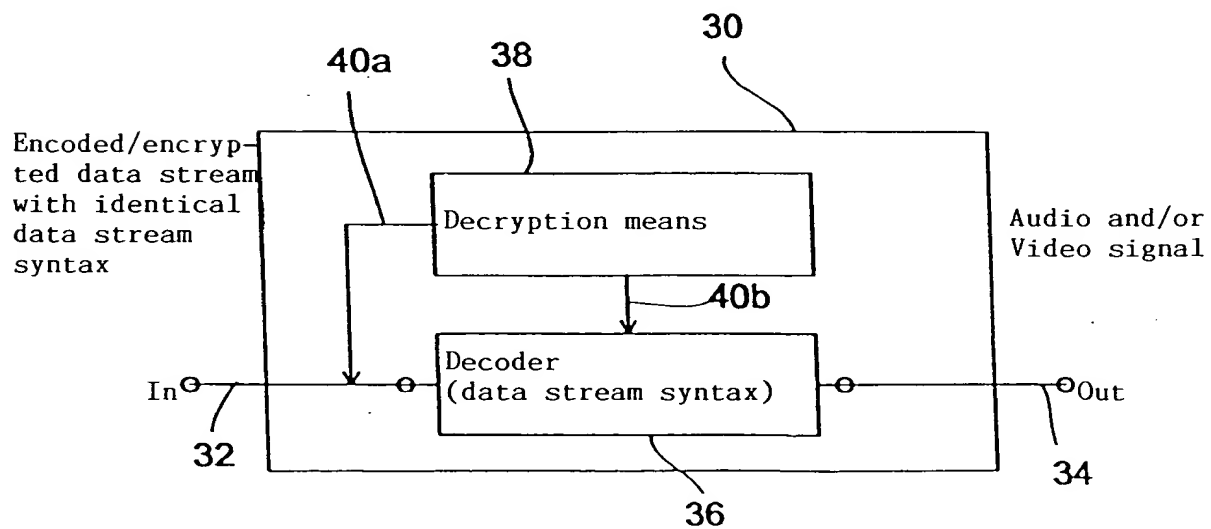 30
38
40a
Encoded/encryp-
ted data stream
with identical
data stream
syntax
Decryption means
Audio and/or
Video signal
40b
Decoder
(data stream syntax)
In
Out
32
34
36